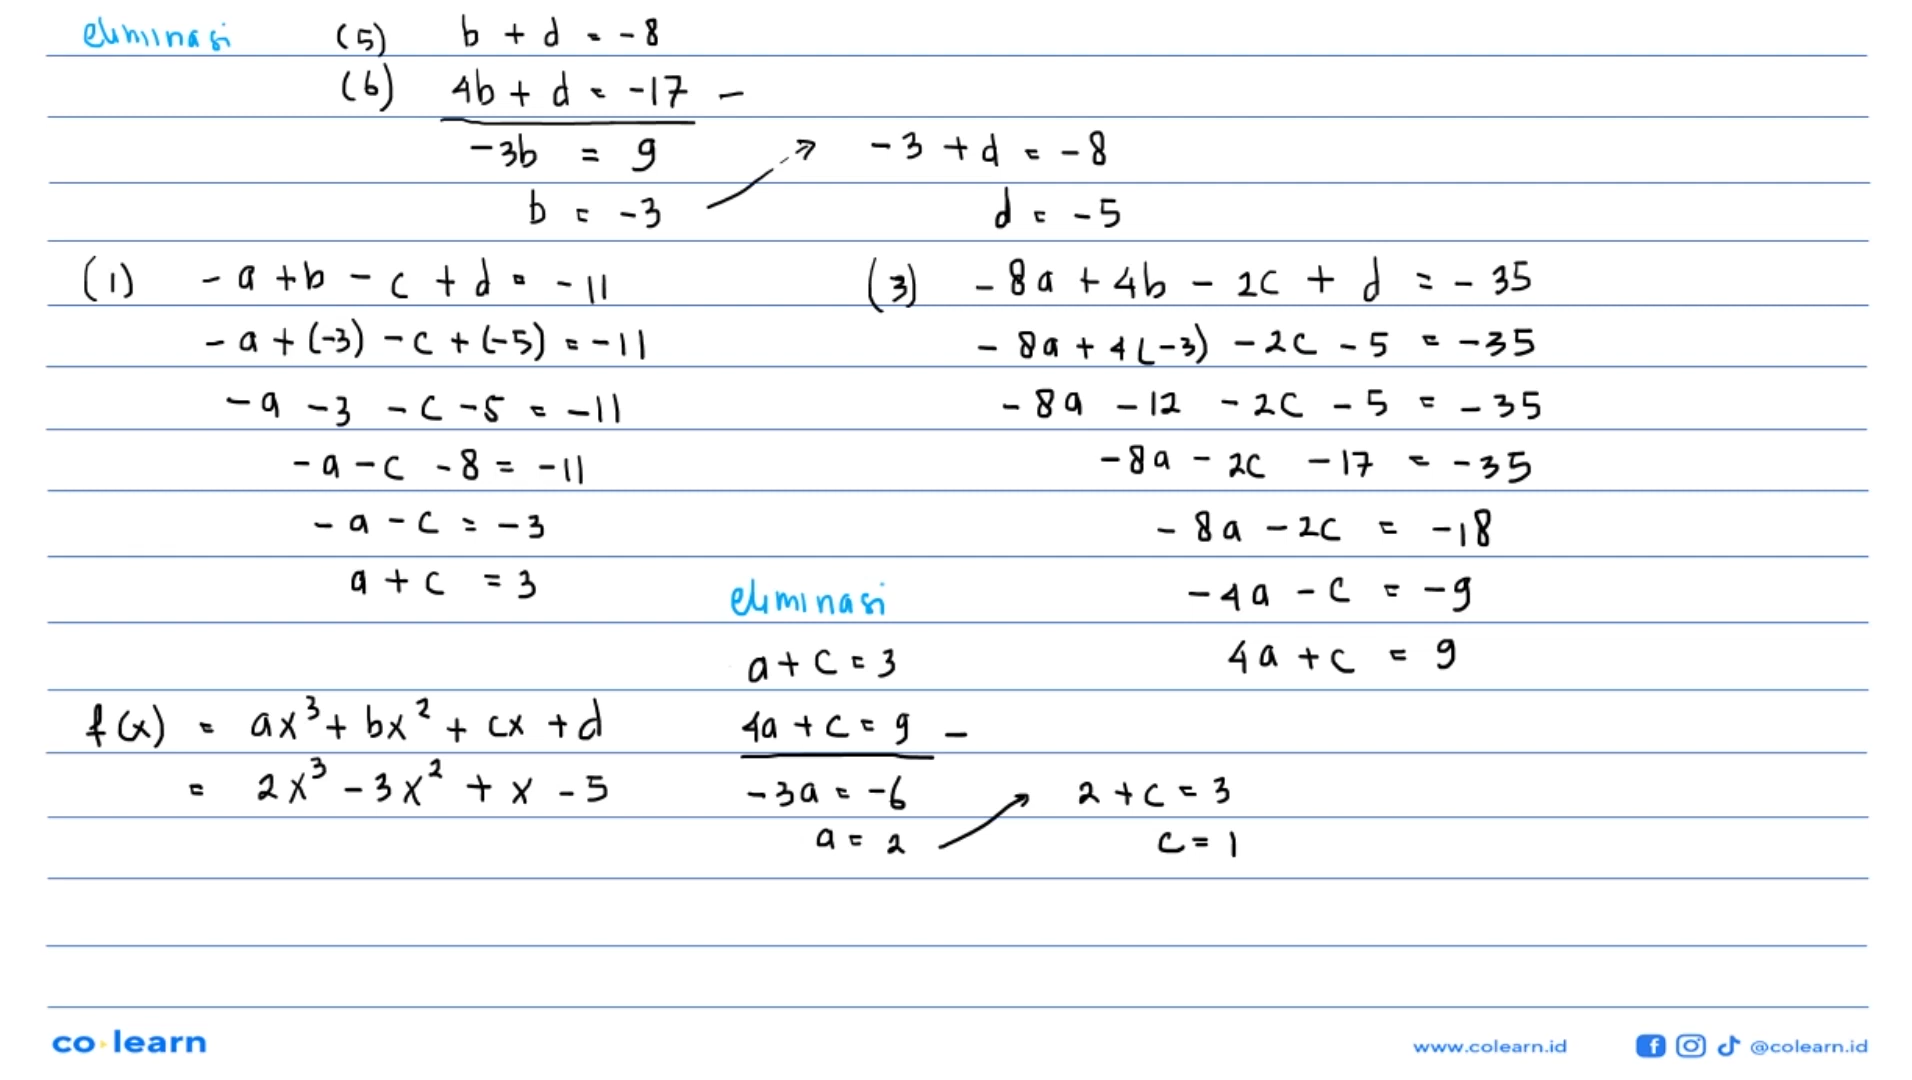 eliminasi (5) b + d = -8
(6) 4b + d = -17 -
-3b = 9
b = -3
-3 + d = -8
d = -5
(1) -a + b - c + d = -11
-a + (-3) - c + (-5) = -11
-a - 3 - c - 5 = -11
-a - c - 8 = -11
-a - c = -3
a + c = 3
(3) -8a + 4b - 2c + d = -35
-8a + 4(-3) - 2c - 5 = -35
-8a - 12 - 2c - 5 = -35
-8a - 2c - 17 = -35
-8a - 2c = -18
-4a - c = -9
4a + c = 9
eliminasi
a + c = 3
4a + c = 9 -
-3a = -6
a = 2
2 + c = 3
c = 1
f(x) = ax³ + bx² + cx + d
= 2x³ - 3x² + x - 5
co learn
www.colearn.id
@colearn.id